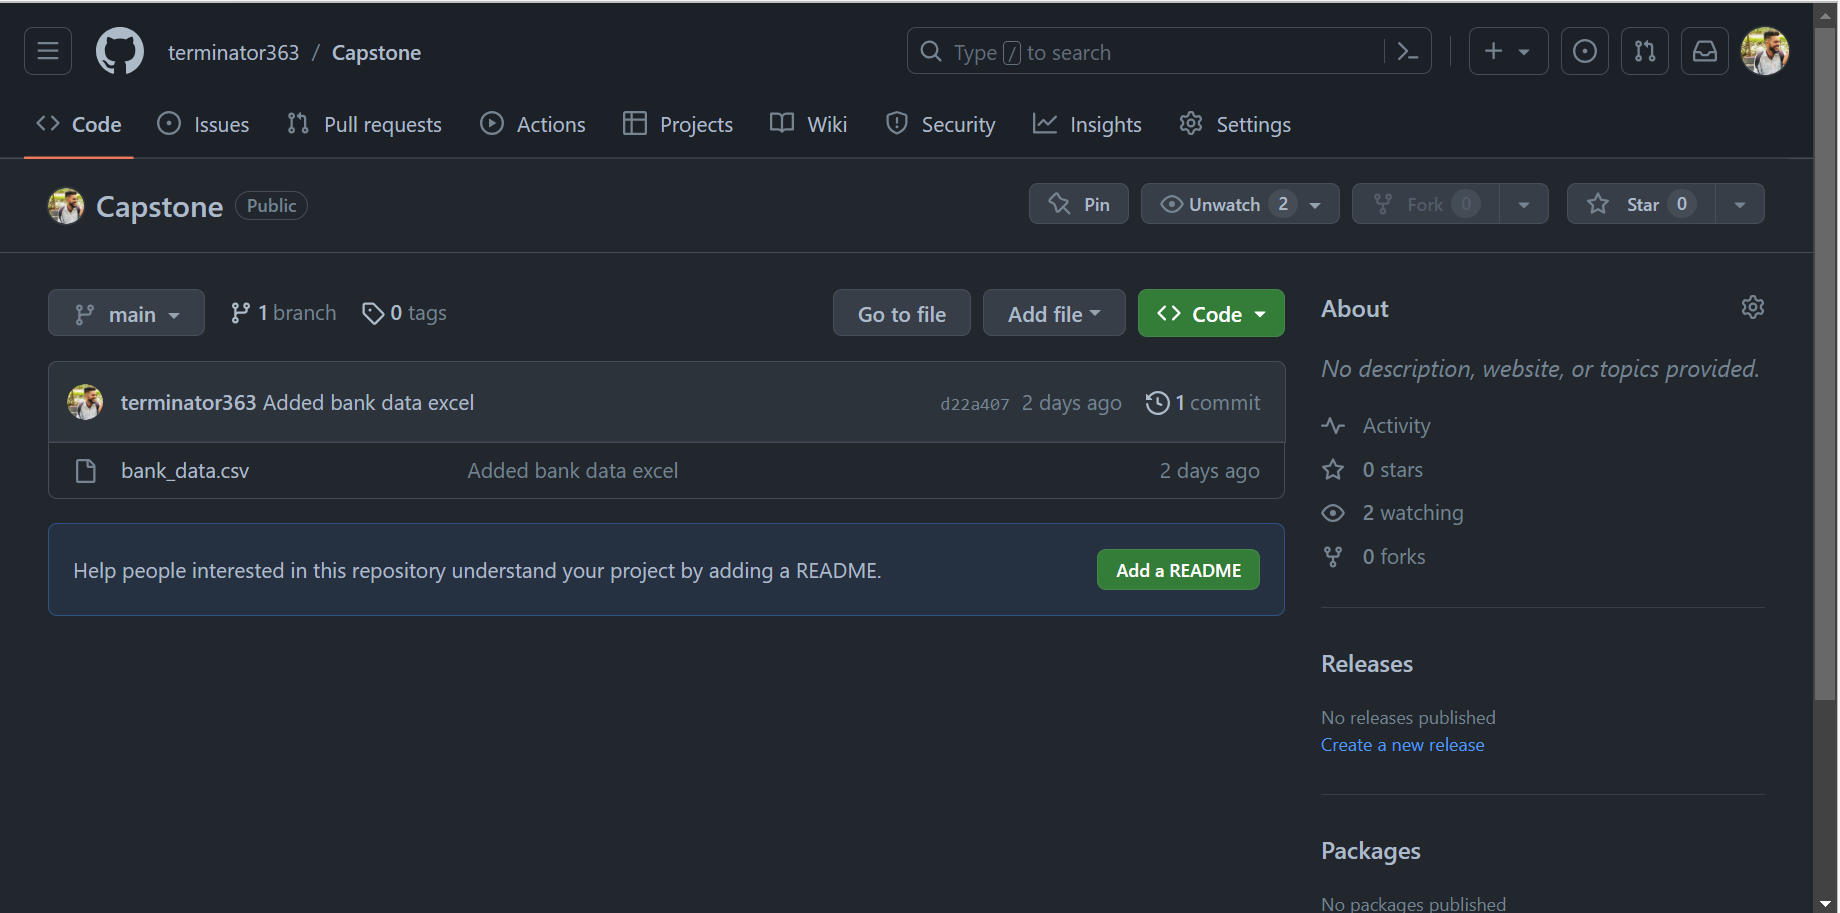 terminator363 / Capstone
Type / to search
Code Issues Pull requests Actions Projects Wiki Security Insights Settings
Capstone Public
Pin Unwatch 2 Fork 0 Star 0
main 1 branch 0 tags Go to file Add file Code
terminator363 Added bank data excel d22a407 2 days ago 1 commit
bank_data.csv Added bank data excel 2 days ago
Help people interested in this repository understand your project by adding a README. Add a README
About
No description, website, or topics provided.
Activity
0 stars
2 watching
0 forks
Releases
No releases published
Create a new release
Packages
No packages published